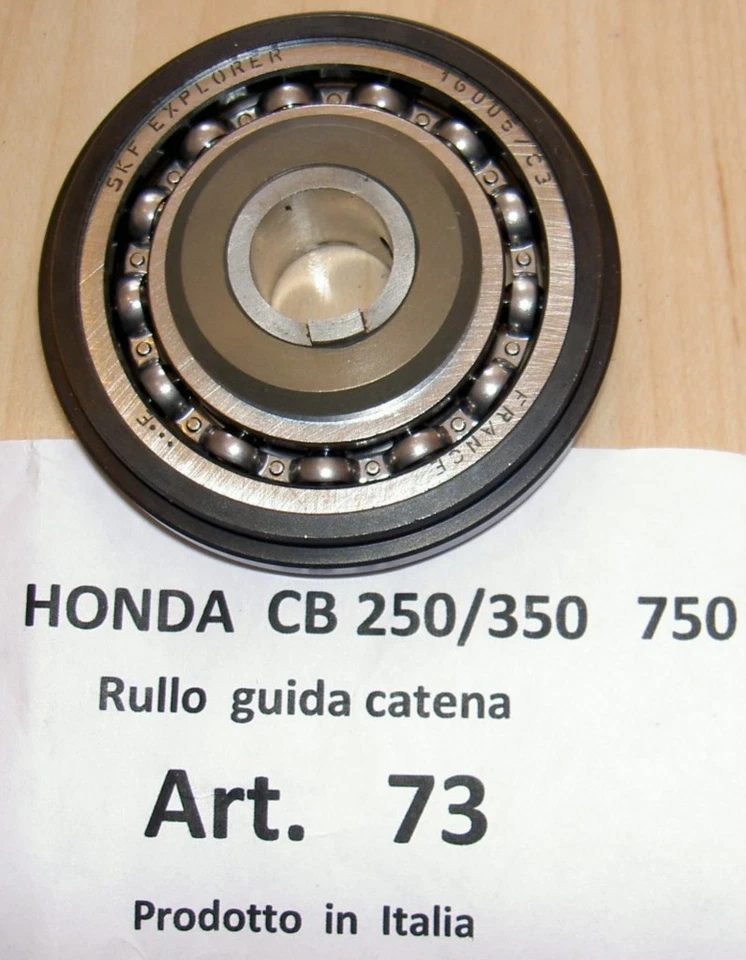 SKF EXPLORER
16005/C3
FRANCE
HONDA CB 250/350 750
Rullo guida catena
Art. 73
Prodotto in Italia